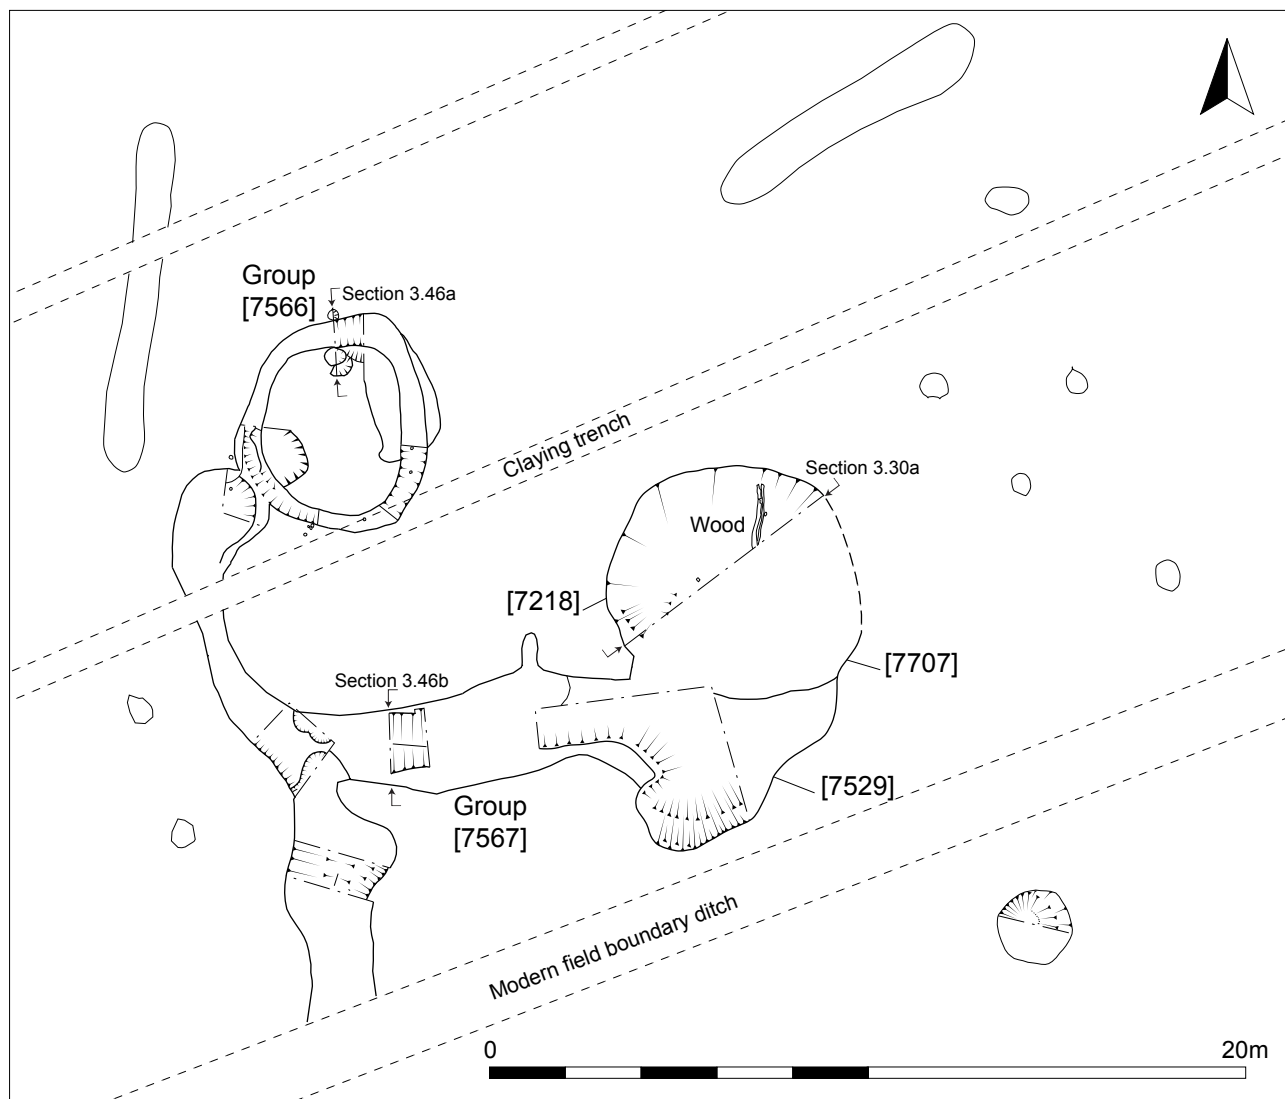 Group
[7566]
Section 3.46a
Claying trench
Section 3.30a
Wood
[7218]
[7707]
Section 3.46b
[7529]
Group
[7567]
Modern field boundary ditch
0
20m